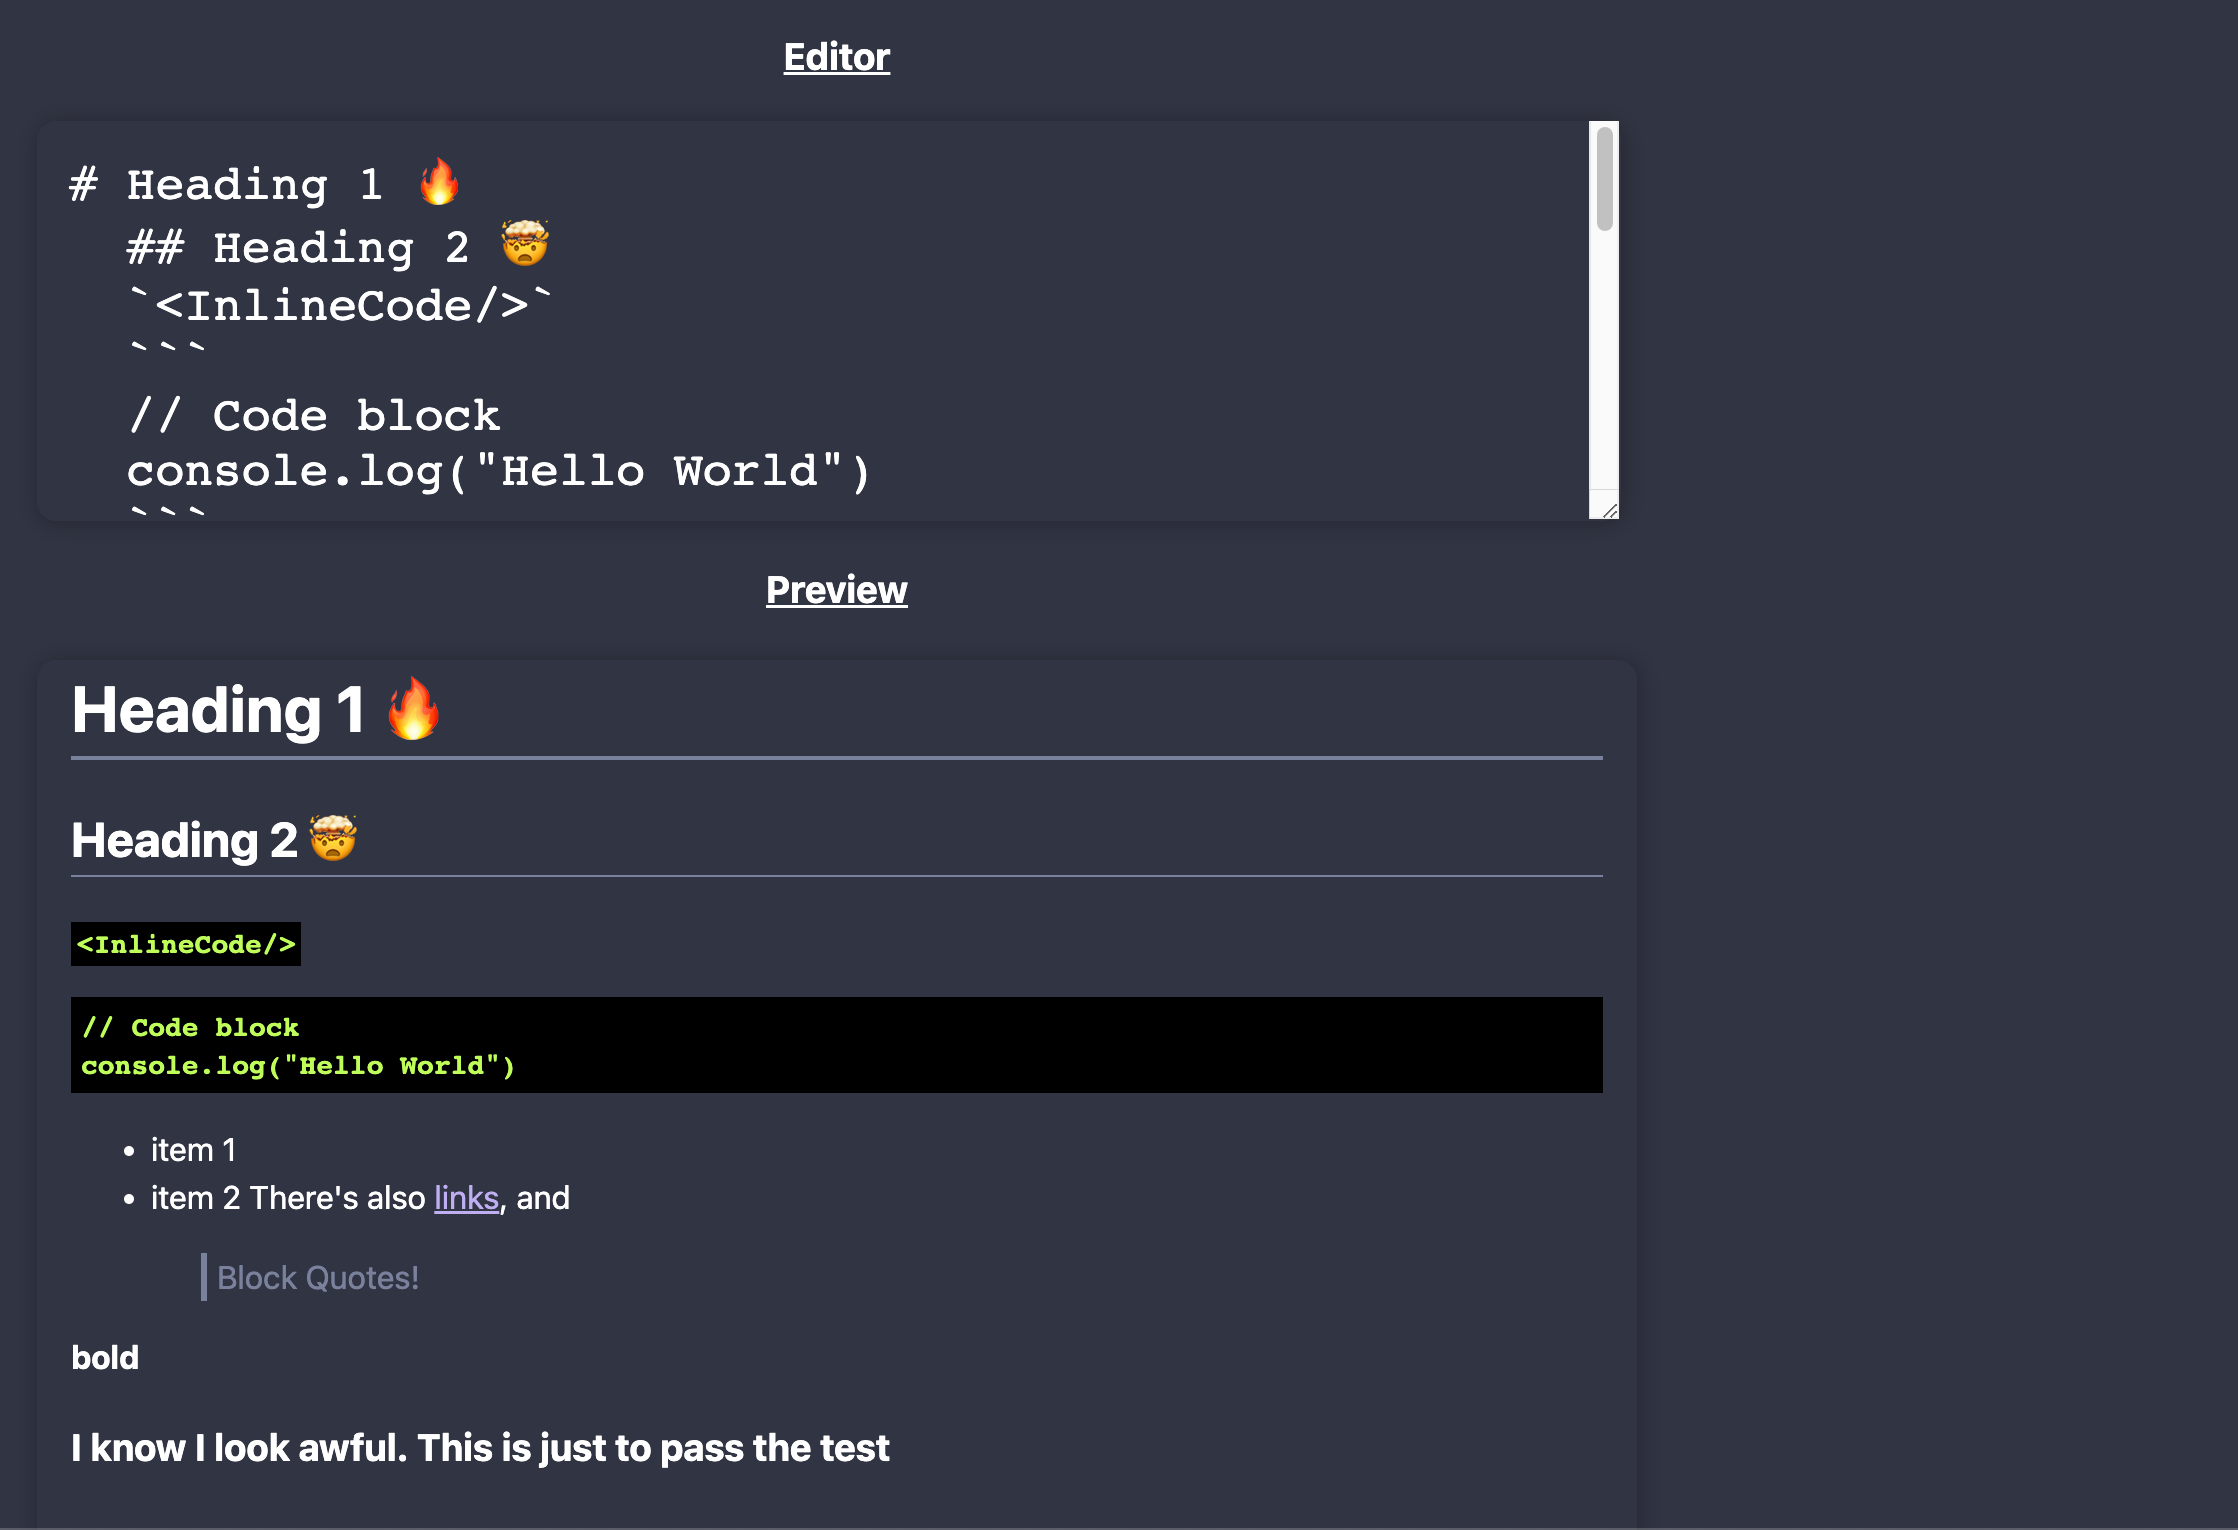 Editor
# Heading 1 🔥
## Heading 2 🤯
`<InlineCode/>`
```
// Code block
console.log("Hello World")
```
Preview
Heading 1 🔥
Heading 2 🤯
<InlineCode/>
// Code block
console.log("Hello World")
• item 1
• item 2 There's also links, and
Block Quotes!
bold
I know I look awful. This is just to pass the test